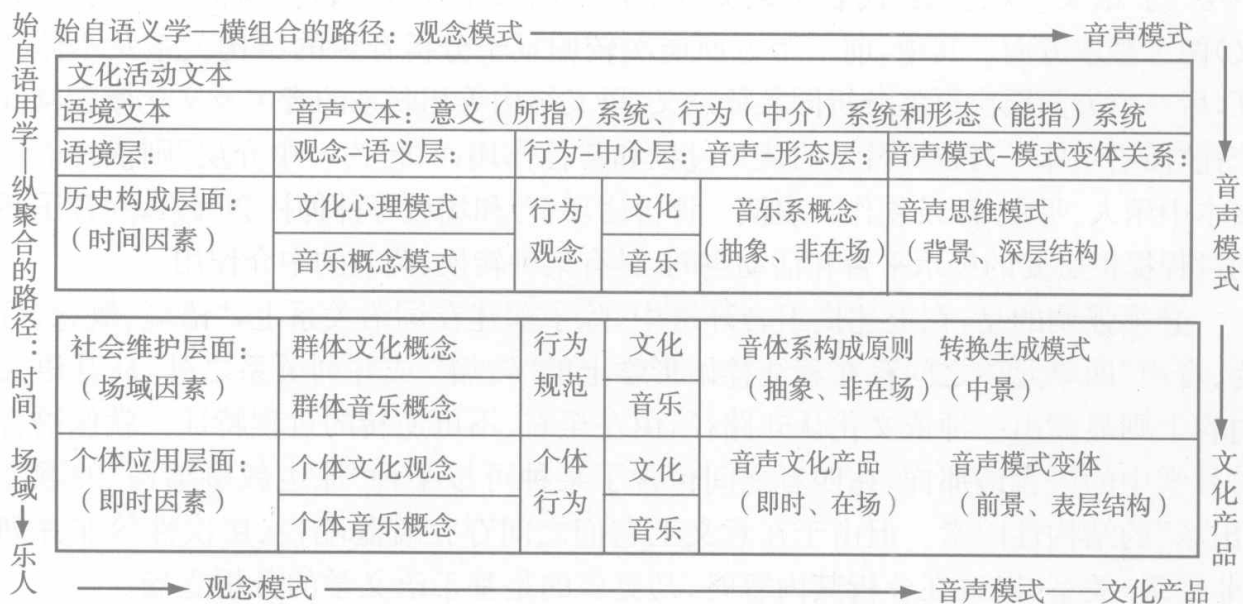 始自语义学—横组合的路径：观念模式 音声模式
始自语用学—纵聚合的路径：时间、场域 乐人
文化活动文本
语境文本 音声文本：意义（所指）系统、行为（中介）系统和形态（能指）系统
语境层： 观念-语义层： 行为-中介层： 音声-形态层： 音声模式-模式变体关系：
历史构成层面： 文化心理模式 行为 文化 音乐系概念 音声思维模式
（时间因素） 音乐概念模式 观念 音乐 （抽象、非在场） （背景、深层结构）
社会维护层面： 群体文化概念 行为 文化 音体系构成原则 转换生成模式
（场域因素） 群体音乐概念 规范 音乐 （抽象、非在场） （中景）
个体应用层面： 个体文化观念 个体 文化 音声文化产品 音声模式变体
（即时因素） 个体音乐概念 行为 音乐 （即时、在场） （前景、表层结构）
音声模式
文化产品
观念模式 音声模式 文化产品